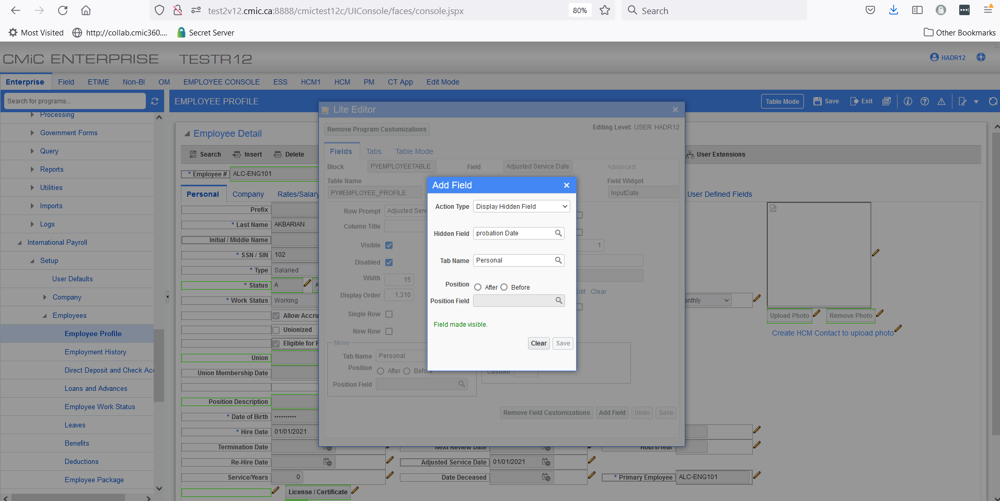 test2v12.cmic.ca:8888/cmictest12c/UIConsole/faces/console.jspx
80%
Search
Most Visited
http://collab.cmic360....
Secret Server
Other Bookmarks
CMiC ENTERPRISE
TESTR12
HADR12
Enterprise
Field
ETIME
Non-BI
OM
EMPLOYEE CONSOLE
ESS
HCM1
HCM
PM
CT App
Edit Mode
Search for programs...
EMPLOYEE PROFILE
Table Mode
Save
Exit
Processing
Government Forms
Query
Reports
Utilities
Imports
Logs
International Payroll
Setup
User Defaults
Company
Employees
Employee Profile
Employment History
Direct Deposit and Check Acc
Loans and Advances
Employee Work Status
Leaves
Benefits
Deductions
Employee Package
Employee Detail
Search
Insert
Delete
User Extensions
* Employee #
ALC-ENG101
Personal
Company
Rates/Salary
User Defined Fields
Prefix
* Last Name
AKBARIAN
Initial / Middle Name
* SSN / SIN
102
* Type
Salaried
* Status
A
* Work Status
Working
onthly
Allow Accru
Unionized
Eligible for R
Union
Union Membership Date
Position Description
* Date of Birth
••••••••••
* Hire Date
01/01/2021
Termination Date
Next Review Date
Hours/Year
Re-Hire Date
Adjusted Service Date
01/01/2021
Service/Years
0
Date Deceased
* Primary Employee
ALC-ENG101
License / Certificate
Upload Photo
Remove Photo
Create HCM Contact to upload photo
Lite Editor
Remove Program Customizations
Editing Level: USER HADR12
Fields
Tabs
Table Mode
Block
PYEMPLOYEETABLE
Field
Adjusted Service Date
Advanced
Table Name
Field Widget
PY#EMPLOYEE_PROFILE
InputDate
Row Prompt
Adjusted Serv
Column Title
Visible
1
Disabled
Width
15
Display Order
1,310
Edit
Clear
Single Row
New Row
Move
Tab Name
Personal
Position
After
Before
Custom
Position Field
Remove Field Customizations
Add Field
Undo
Save
Add Field
Action Type
Display Hidden Field
Hidden Field
probation Date
Tab Name
Personal
Position
After
Before
Position Field
Field made visible.
Clear
Save